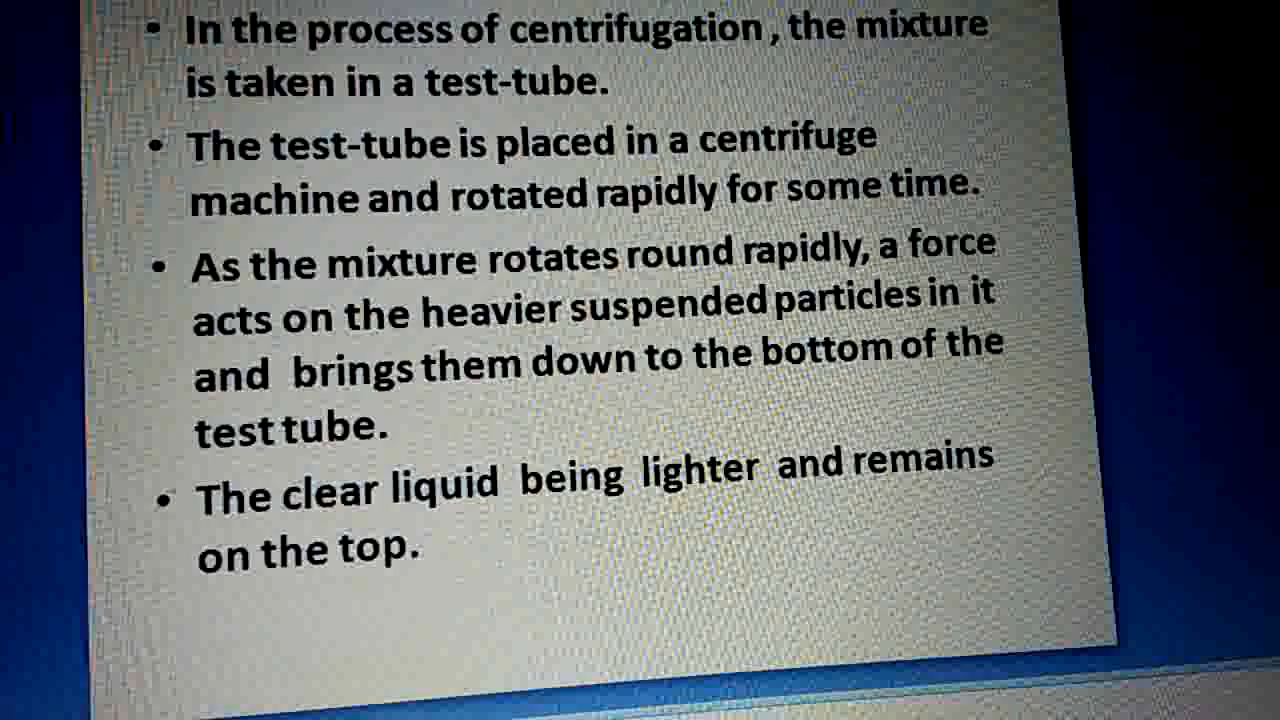 • In the process of centrifugation , the mixture
is taken in a test-tube.
• The test-tube is placed in a centrifuge
machine and rotated rapidly for some time.
• As the mixture rotates round rapidly, a force
acts on the heavier suspended particles in it
and brings them down to the bottom of the
test tube.
• The clear liquid being lighter and remains
on the top.